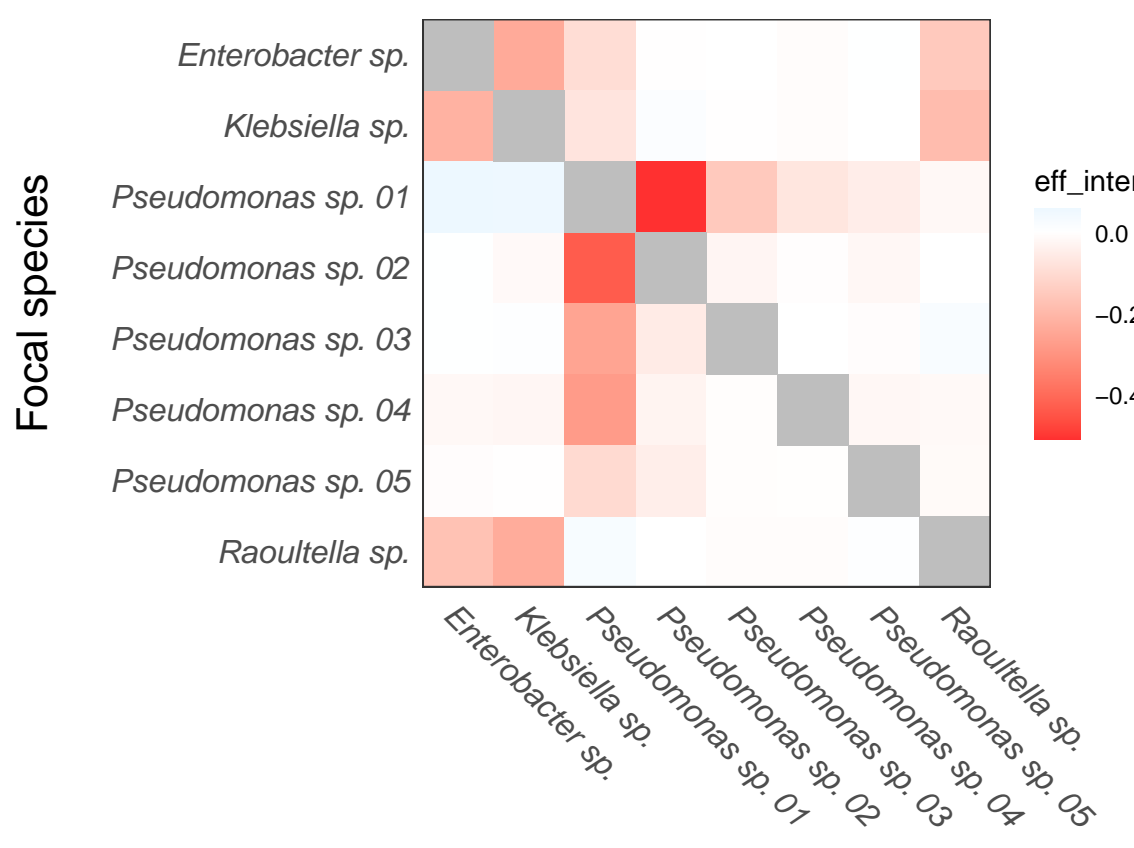 Focal species
Enterobacter sp.
Klebsiella sp.
Pseudomonas sp. 01
Pseudomonas sp. 02
Pseudomonas sp. 03
Pseudomonas sp. 04
Pseudomonas sp. 05
Raoultella sp.
Enterobacter sp.
Klebsiella sp.
Pseudomonas sp. 01
Pseudomonas sp. 02
Pseudomonas sp. 03
Pseudomonas sp. 04
Pseudomonas sp. 05
Raoultella sp.
eff_inter
0.0
−0.2
−0.4